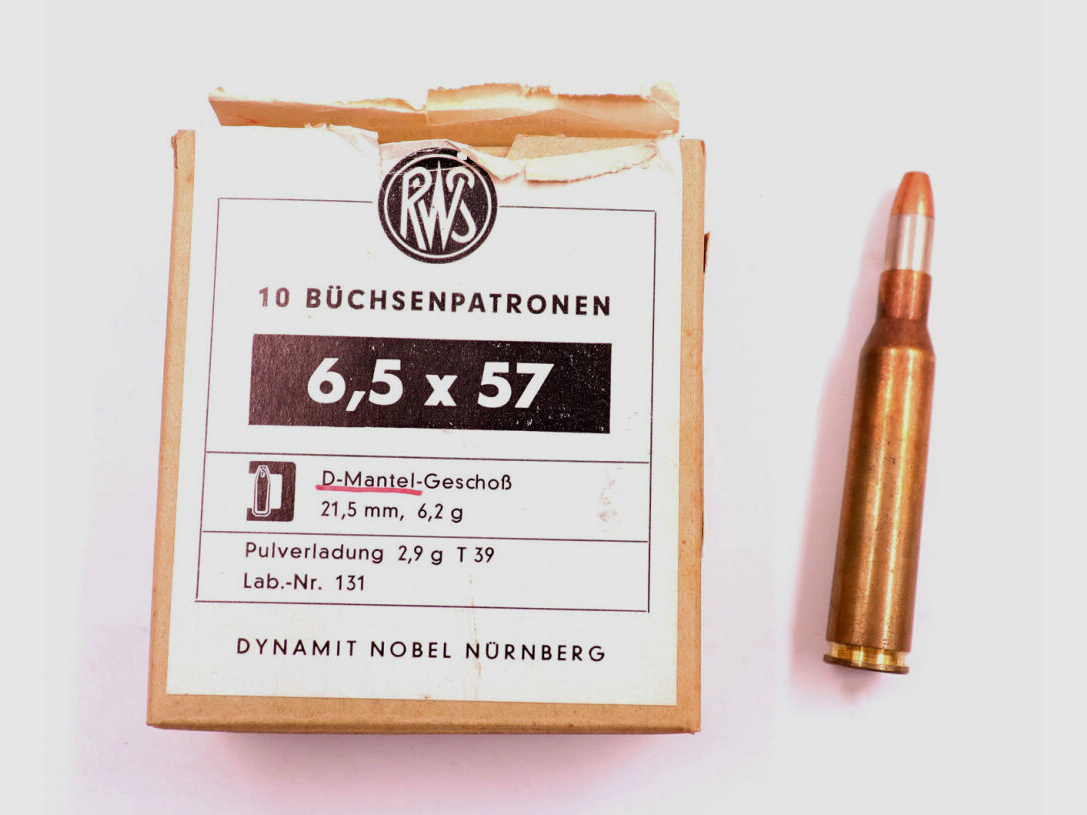 RWS
10 BÜCHSENPATRONEN
6,5 x 57
D-Mantel-Geschoß
21,5 mm, 6,2 g
Pulverladung 2,9 g T 39
Lab.-Nr. 131
DYNAMIT NOBEL NÜRNBERG